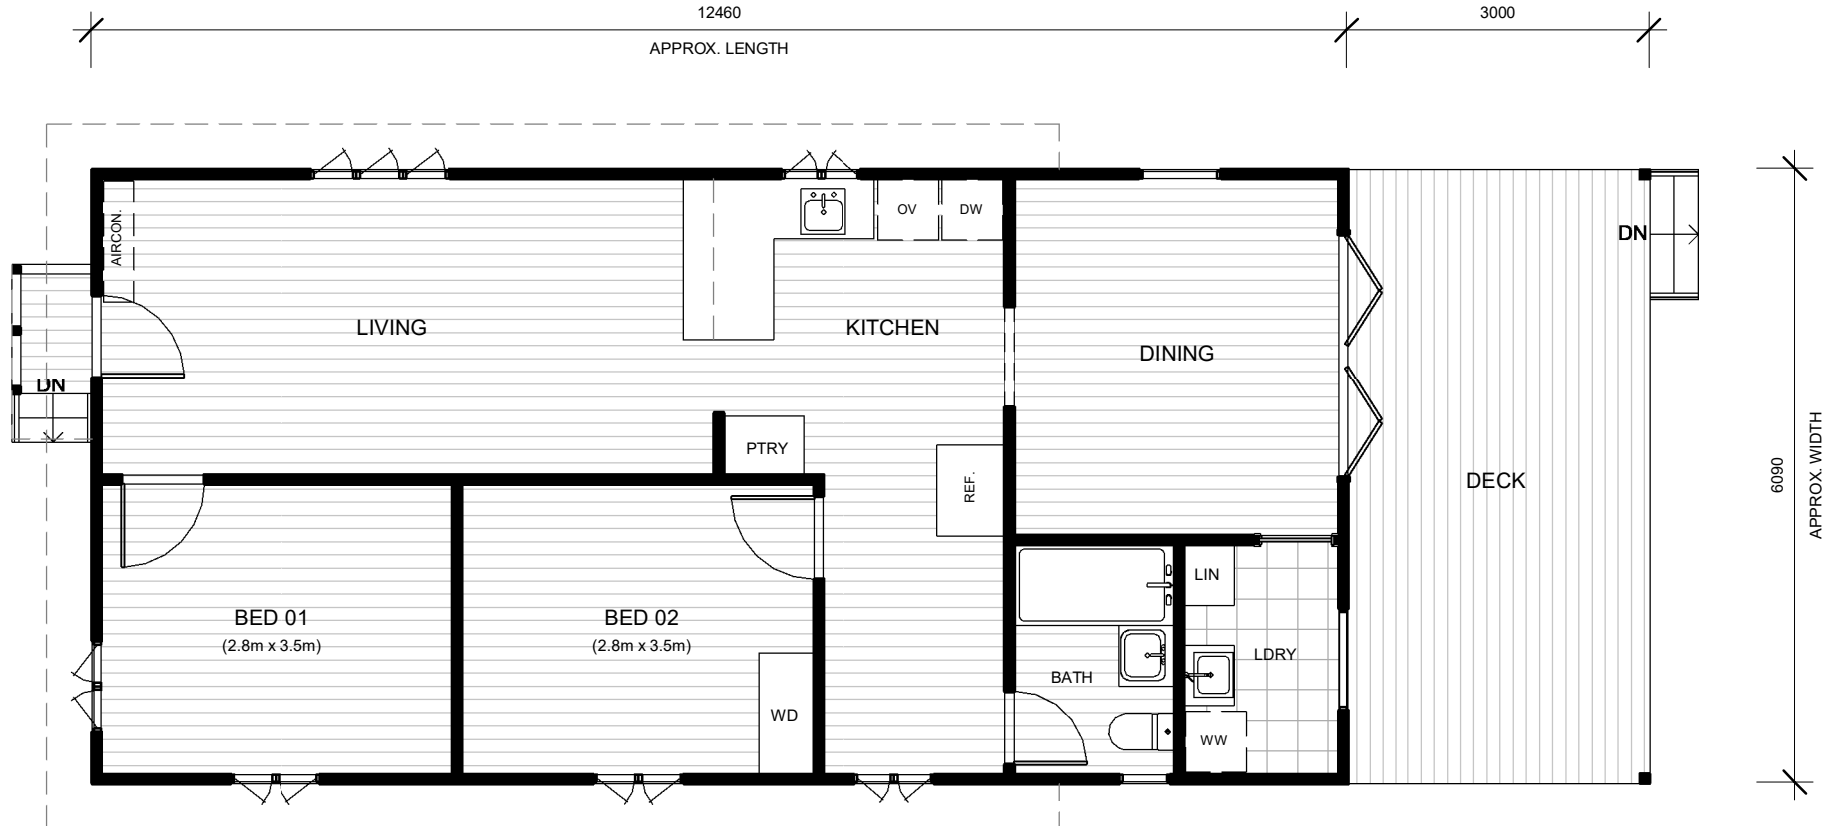 12460
3000
APPROX. LENGTH
AIRCON.
OV
DW
DN
LIVING
KITCHEN
DINING
DN
PTRY
REF.
DECK
6090
APPROX. WIDTH
LIN
BED 01
(2.8m x 3.5m)
BED 02
(2.8m x 3.5m)
LDRY
BATH
WD
WW